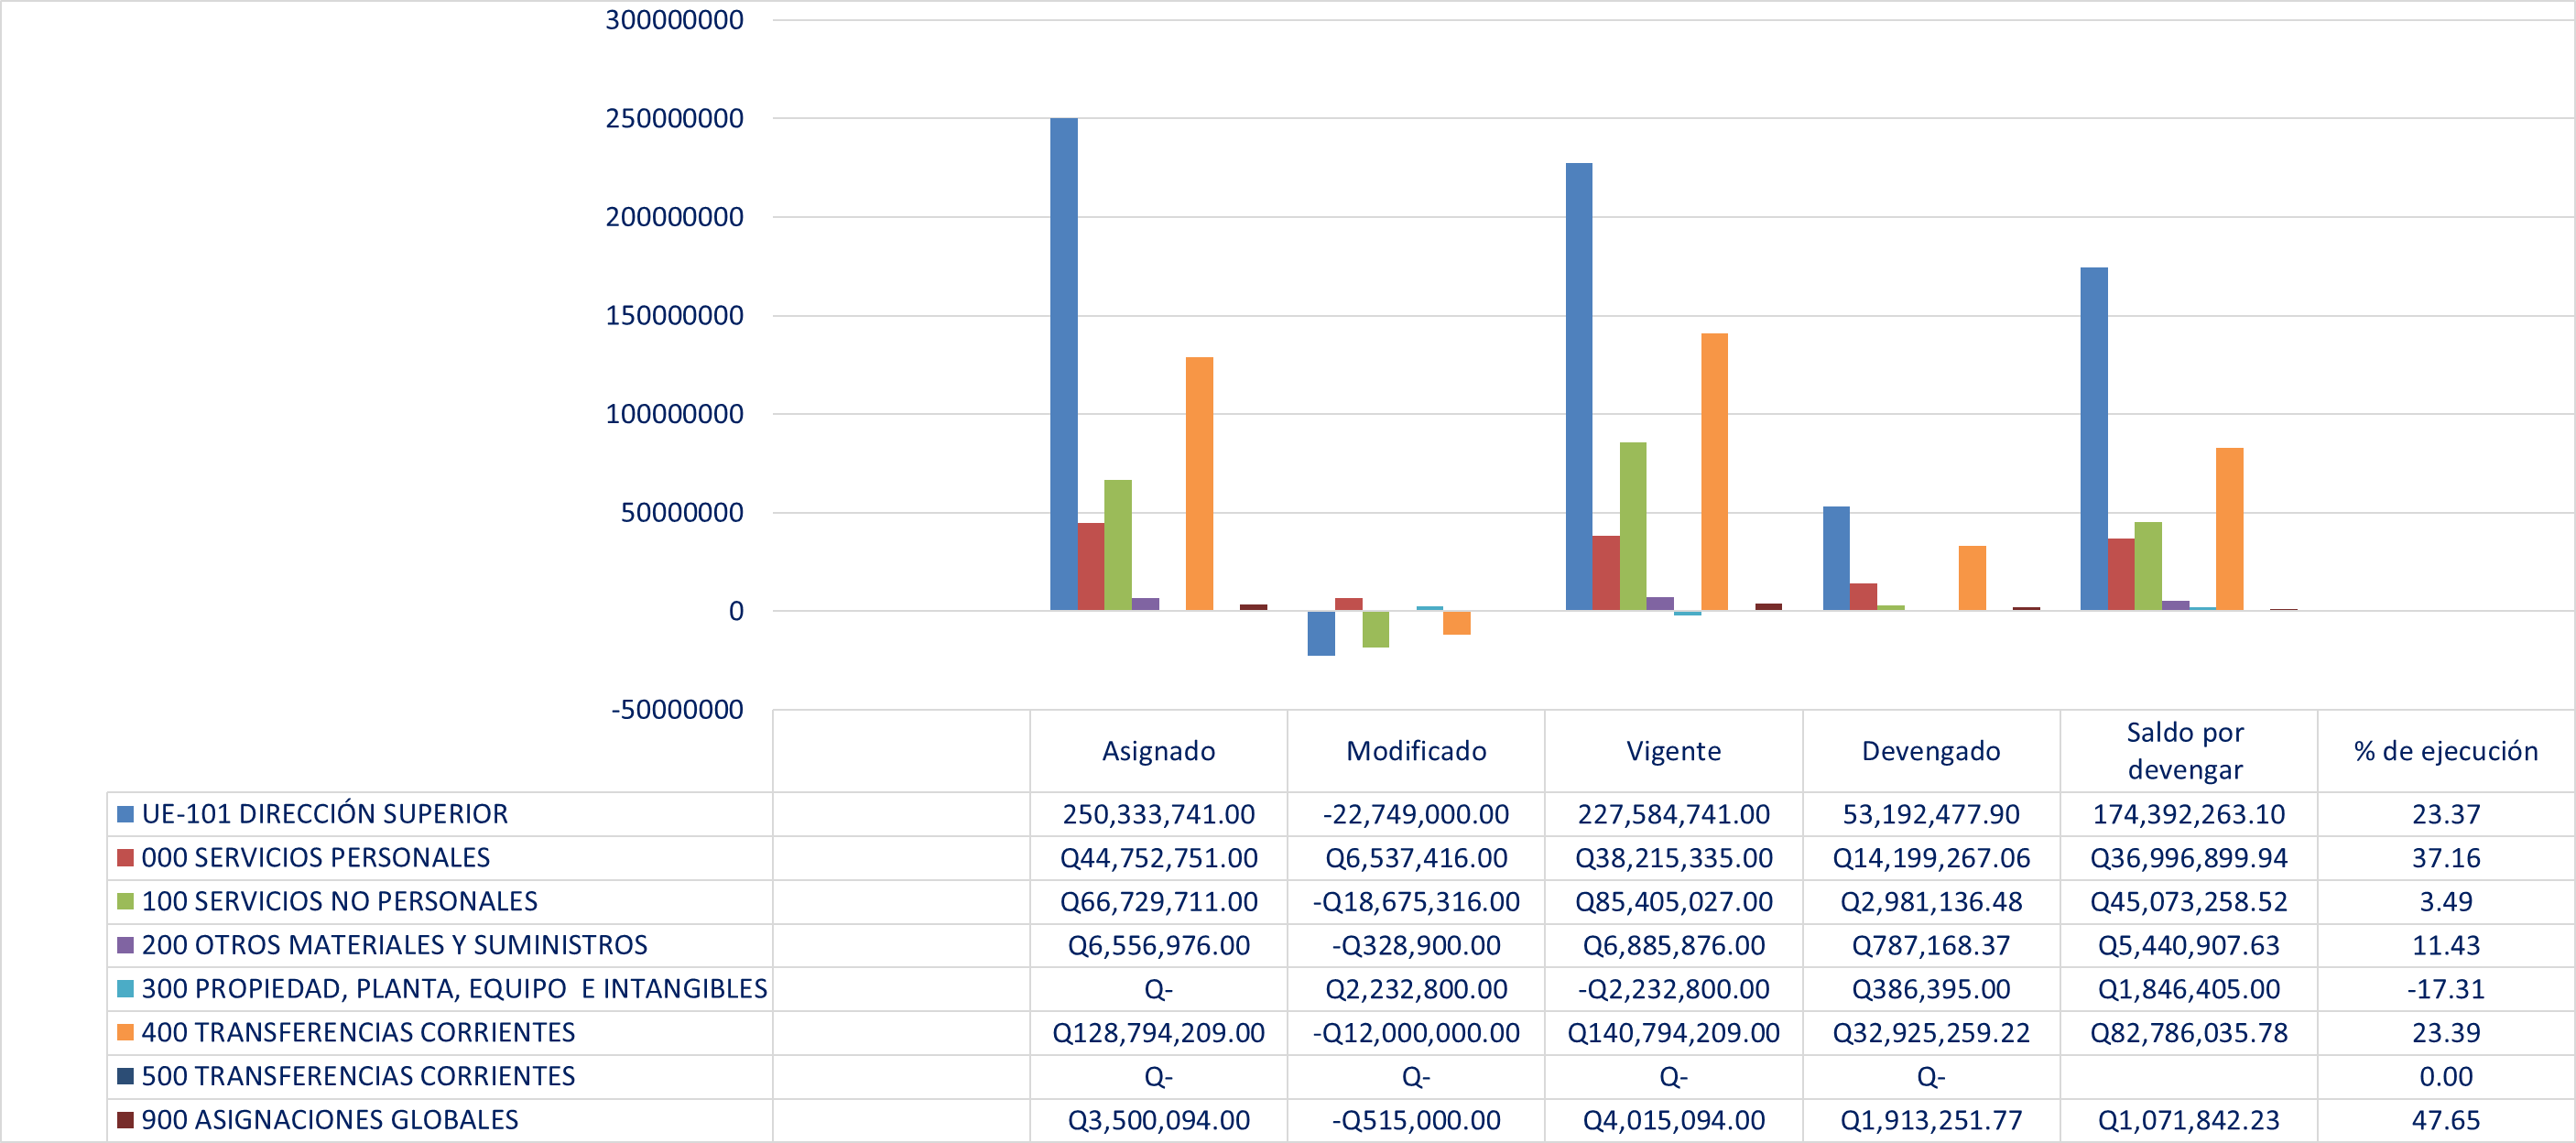 300000000
250000000
200000000
150000000
100000000
50000000
0
-50000000
Asignado Modificado Vigente Devengado Saldo por devengar % de ejecución
UE-101 DIRECCIÓN SUPERIOR 250,333,741.00 -22,749,000.00 227,584,741.00 53,192,477.90 174,392,263.10 23.37
000 SERVICIOS PERSONALES Q44,752,751.00 Q6,537,416.00 Q38,215,335.00 Q14,199,267.06 Q36,996,899.94 37.16
100 SERVICIOS NO PERSONALES Q66,729,711.00 -Q18,675,316.00 Q85,405,027.00 Q2,981,136.48 Q45,073,258.52 3.49
200 OTROS MATERIALES Y SUMINISTROS Q6,556,976.00 -Q328,900.00 Q6,885,876.00 Q787,168.37 Q5,440,907.63 11.43
300 PROPIEDAD, PLANTA, EQUIPO E INTANGIBLES Q- Q2,232,800.00 -Q2,232,800.00 Q386,395.00 Q1,846,405.00 -17.31
400 TRANSFERENCIAS CORRIENTES Q128,794,209.00 -Q12,000,000.00 Q140,794,209.00 Q32,925,259.22 Q82,786,035.78 23.39
500 TRANSFERENCIAS CORRIENTES Q- Q- Q- Q- 0.00
900 ASIGNACIONES GLOBALES Q3,500,094.00 -Q515,000.00 Q4,015,094.00 Q1,913,251.77 Q1,071,842.23 47.65